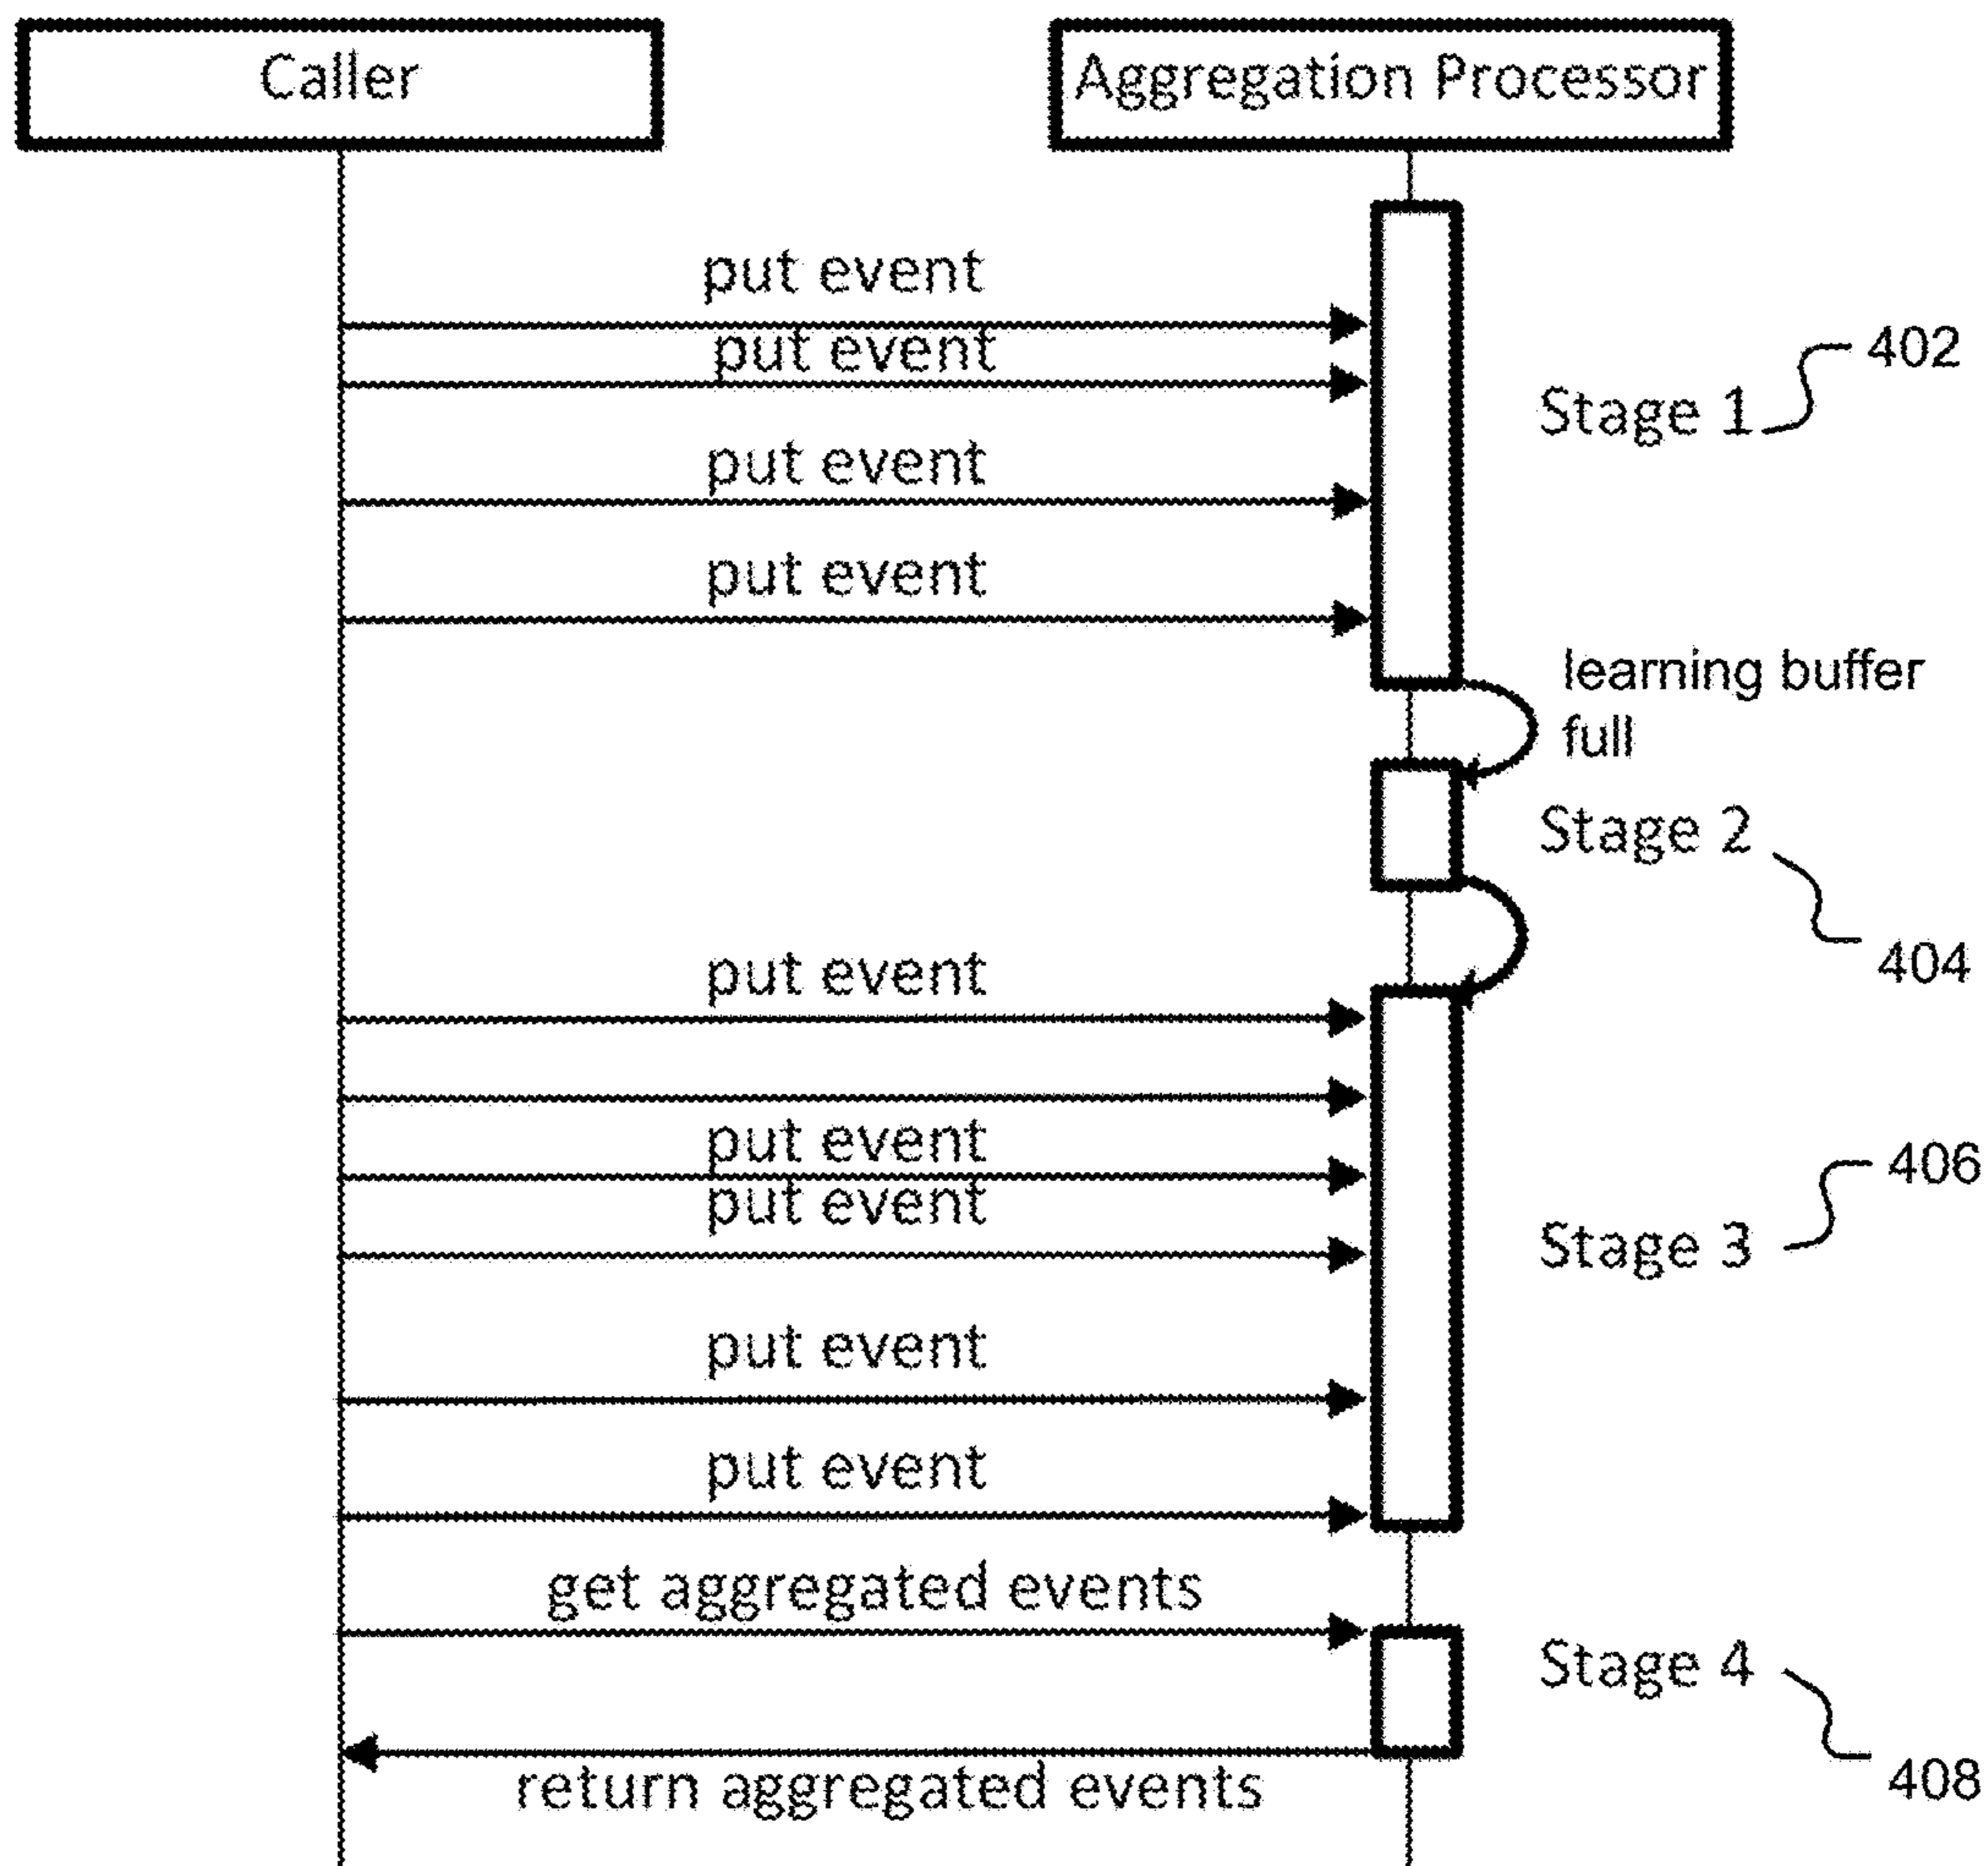 Caller
Aggregation Processor
put event
put event
402
Stage 1
put event
put event
learning buffer
full
Stage 2
404
put event
put event
406
put event
Stage 3
put event
put event
get aggregated events
Stage 4
408
return aggregated events